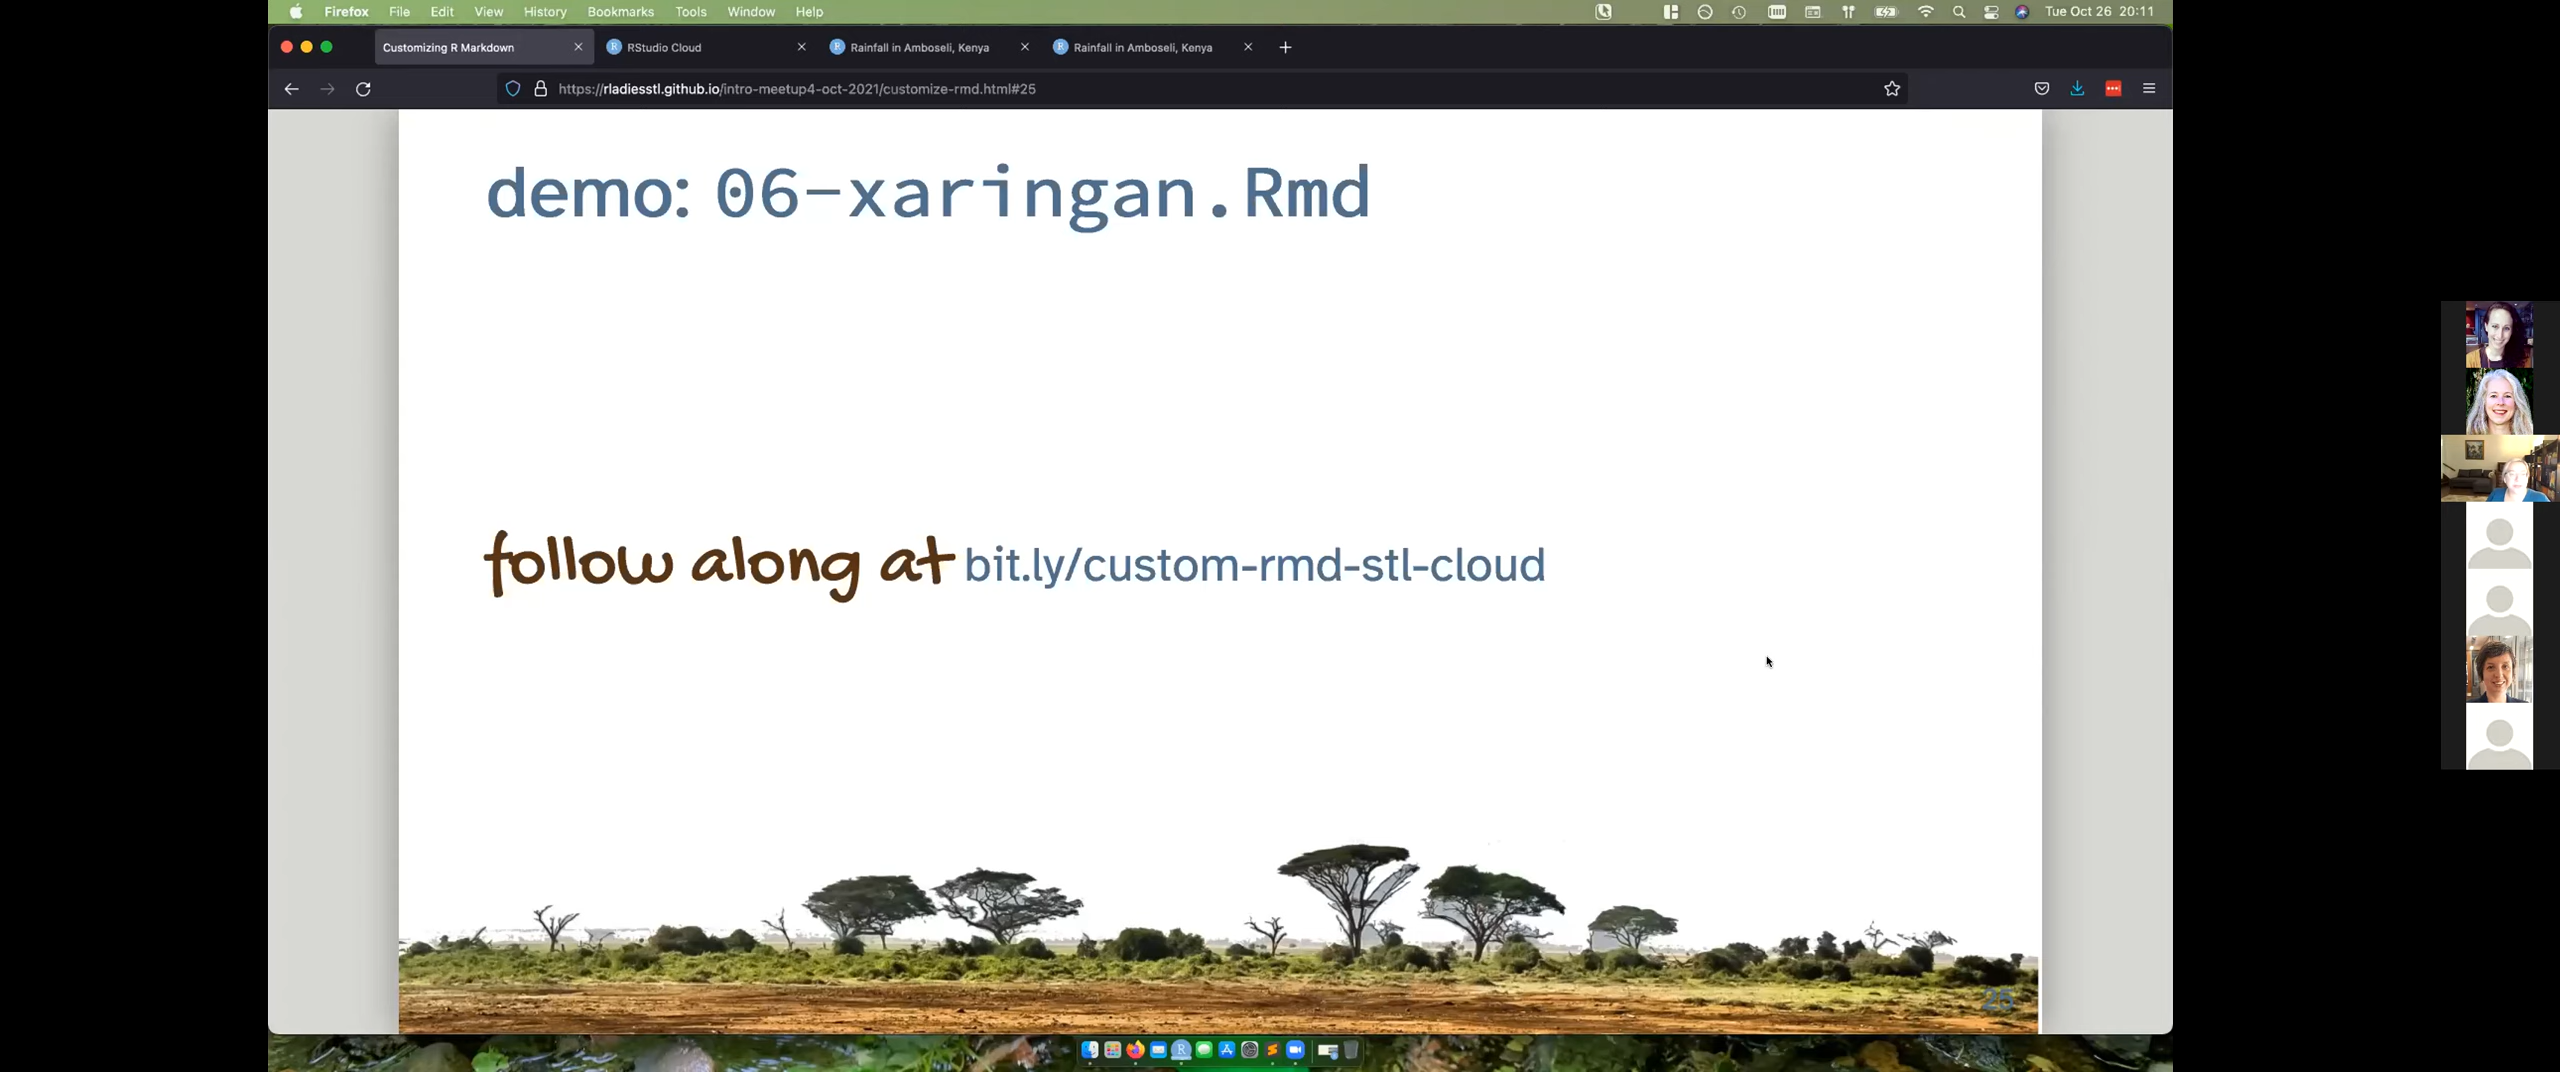 Firefox File Edit View History Bookmarks Tools Window Help Tue Oct 26 20:11
Customizing R Markdown RStudio Cloud Rainfall in Amboseli, Kenya Rainfall in Amboseli, Kenya
https://rladiesstl.github.io/intro-meetup4-oct-2021/customize-rmd.html#25
demo: 06-xaringan.Rmd
follow along at bit.ly/custom-rmd-stl-cloud
25